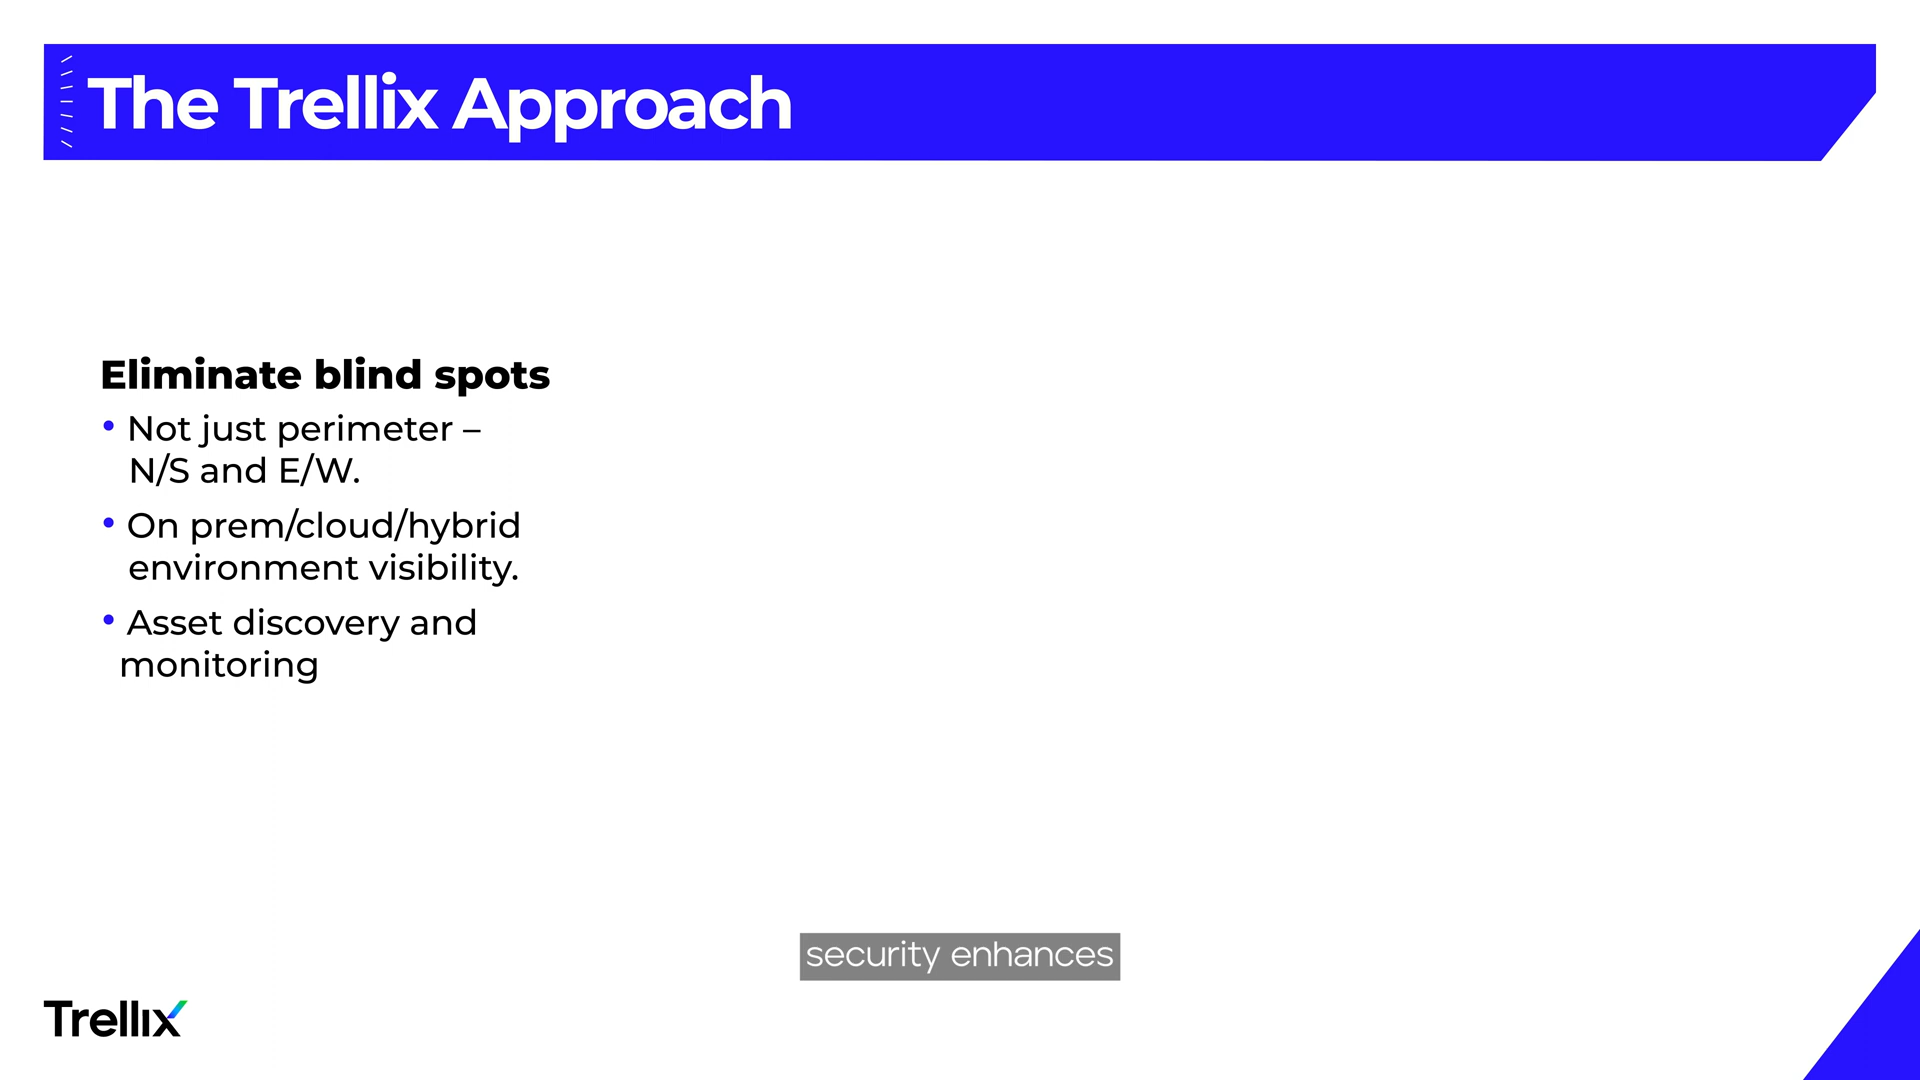 The Trellix Approach
Eliminate blind spots
• Not just perimeter –
N/S and E/W.
• On prem/cloud/hybrid
environment visibility.
• Asset discovery and
monitoring
security enhances
Trellix